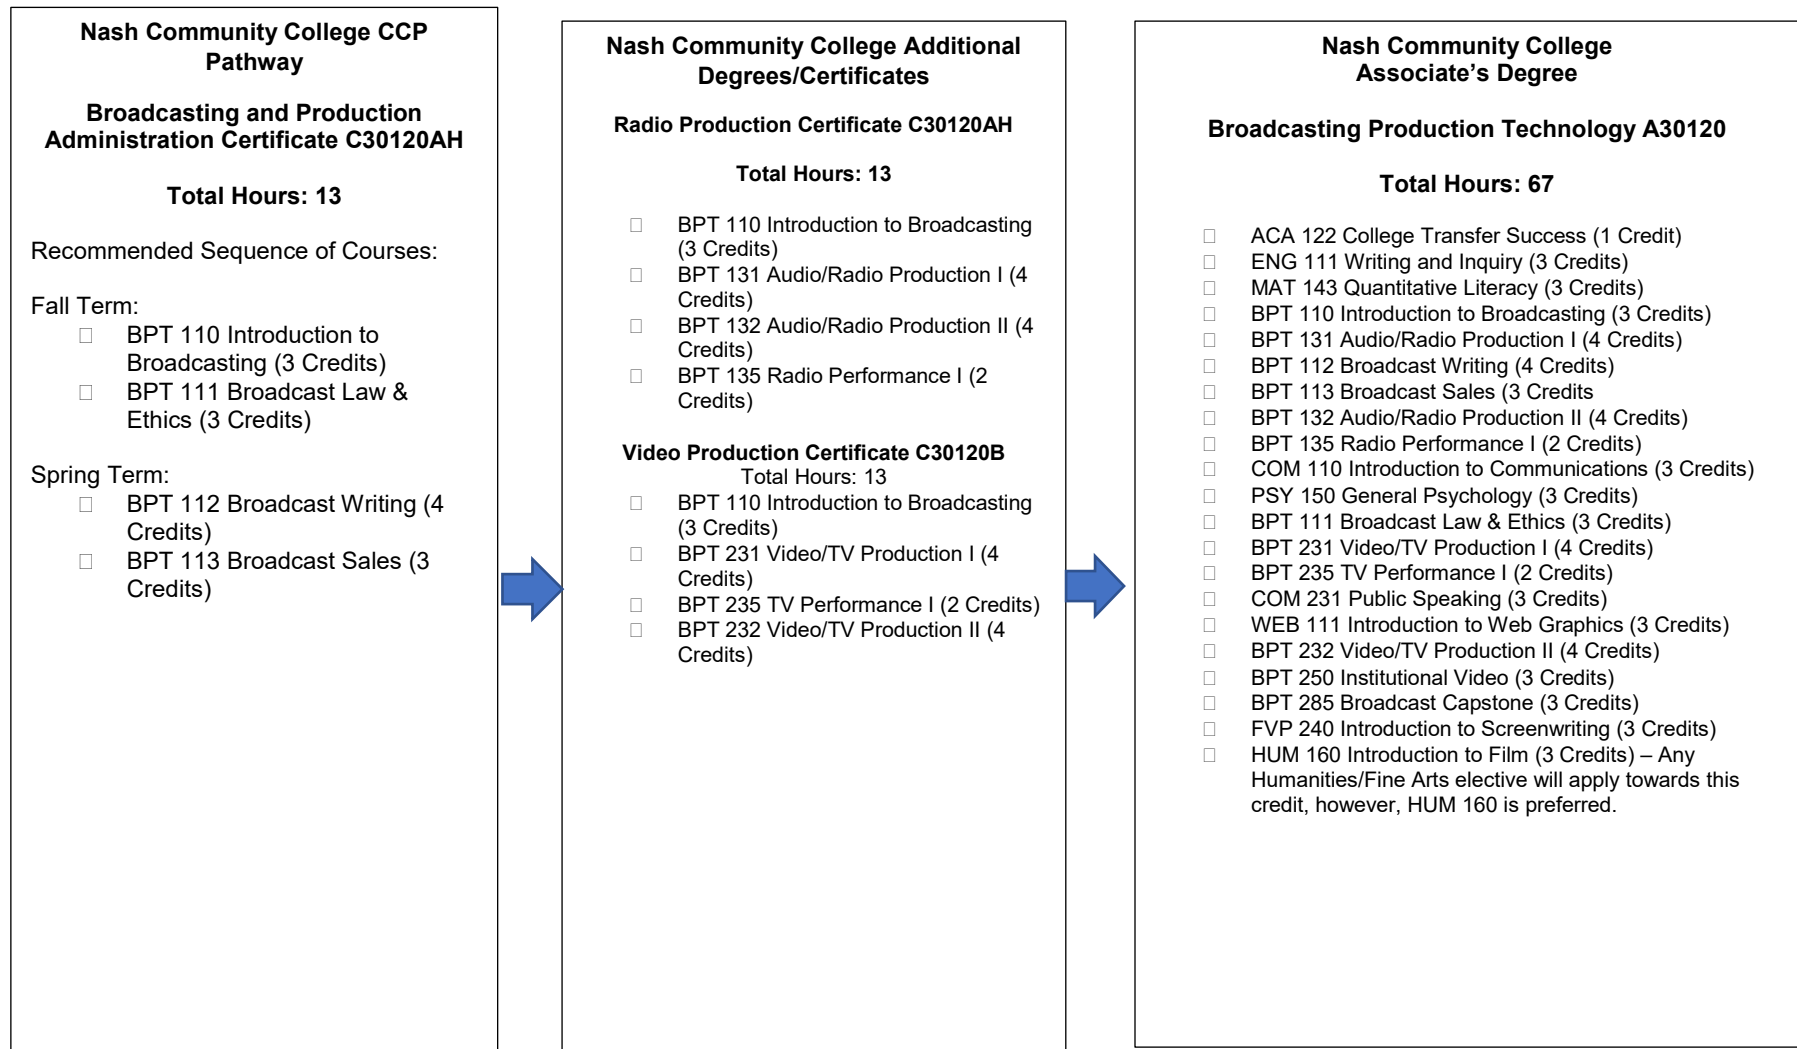 Nash Community College CCP
Pathway
Broadcasting and Production
Administration Certificate C30120AH
Total Hours: 13
Recommended Sequence of Courses:
Fall Term:
BPT 110 Introduction to
Broadcasting (3 Credits)
BPT 111 Broadcast Law &
Ethics (3 Credits)
Spring Term:
BPT 112 Broadcast Writing (4
Credits)
BPT 113 Broadcast Sales (3
Credits)
Nash Community College Additional
Degrees/Certificates
Radio Production Certificate C30120AH
Total Hours: 13
BPT 110 Introduction to Broadcasting
(3 Credits)
BPT 131 Audio/Radio Production I (4
Credits)
BPT 132 Audio/Radio Production II (4
Credits)
BPT 135 Radio Performance I (2
Credits)
Video Production Certificate C30120B
Total Hours: 13
BPT 110 Introduction to Broadcasting
(3 Credits)
BPT 231 Video/TV Production I (4
Credits)
BPT 235 TV Performance I (2 Credits)
BPT 232 Video/TV Production II (4
Credits)
Nash Community College
Associate’s Degree
Broadcasting Production Technology A30120
Total Hours: 67
ACA 122 College Transfer Success (1 Credit)
ENG 111 Writing and Inquiry (3 Credits)
MAT 143 Quantitative Literacy (3 Credits)
BPT 110 Introduction to Broadcasting (3 Credits)
BPT 131 Audio/Radio Production I (4 Credits)
BPT 112 Broadcast Writing (4 Credits)
BPT 113 Broadcast Sales (3 Credits
BPT 132 Audio/Radio Production II (4 Credits)
BPT 135 Radio Performance I (2 Credits)
COM 110 Introduction to Communications (3 Credits)
PSY 150 General Psychology (3 Credits)
BPT 111 Broadcast Law & Ethics (3 Credits)
BPT 231 Video/TV Production I (4 Credits)
BPT 235 TV Performance I (2 Credits)
COM 231 Public Speaking (3 Credits)
WEB 111 Introduction to Web Graphics (3 Credits)
BPT 232 Video/TV Production II (4 Credits)
BPT 250 Institutional Video (3 Credits)
BPT 285 Broadcast Capstone (3 Credits)
FVP 240 Introduction to Screenwriting (3 Credits)
HUM 160 Introduction to Film (3 Credits) – Any
Humanities/Fine Arts elective will apply towards this
credit, however, HUM 160 is preferred.